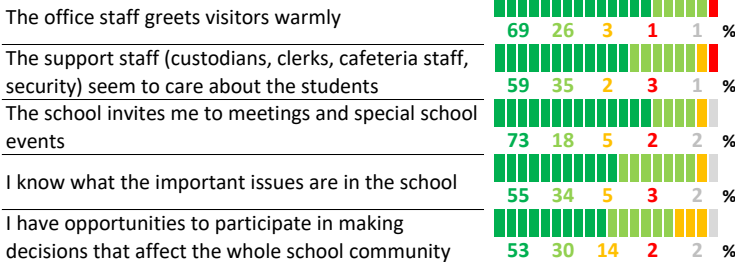 The office staff greets visitors warmly
69 26 3 1 1 %
The support staff (custodians, clerks, cafeteria staff,
security) seem to care about the students
59 35 2 3 1 %
The school invites me to meetings and special school
events
73 18 5 2 2 %
I know what the important issues are in the school
55 34 5 3 2 %
I have opportunities to participate in making
decisions that affect the whole school community
53 30 14 2 2 %